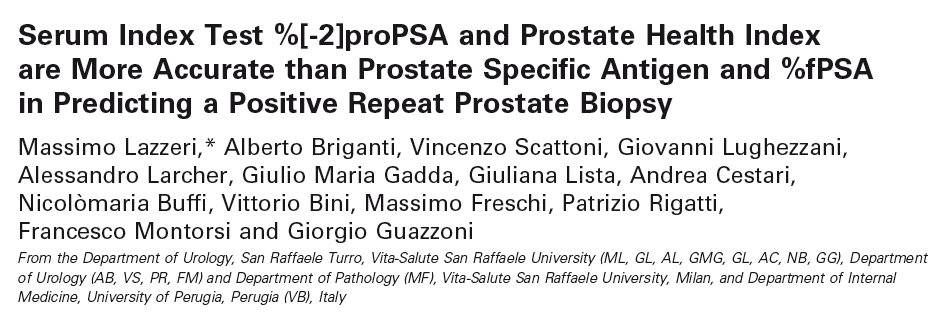 Serum Index Test %[-2]proPSA and Prostate Health Index
are More Accurate than Prostate Specific Antigen and %fPSA
in Predicting a Positive Repeat Prostate Biopsy
Massimo Lazzeri,* Alberto Briganti, Vincenzo Scattoni, Giovanni Lughezzani,
Alessandro Larcher, Giulio Maria Gadda, Giuliana Lista, Andrea Cestari,
Nicolòmaria Buffi, Vittorio Bini, Massimo Freschi, Patrizio Rigatti,
Francesco Montorsi and Giorgio Guazzoni
From the Department of Urology, San Raffaele Turro, Vita-Salute San Raffaele University (ML, GL, AL, GMG, GL, AC, NB, GG), Department
of Urology (AB, VS, PR, FM) and Department of Pathology (MF), Vita-Salute San Raffaele University, Milan, and Department of Internal
Medicine, University of Perugia, Perugia (VB), Italy